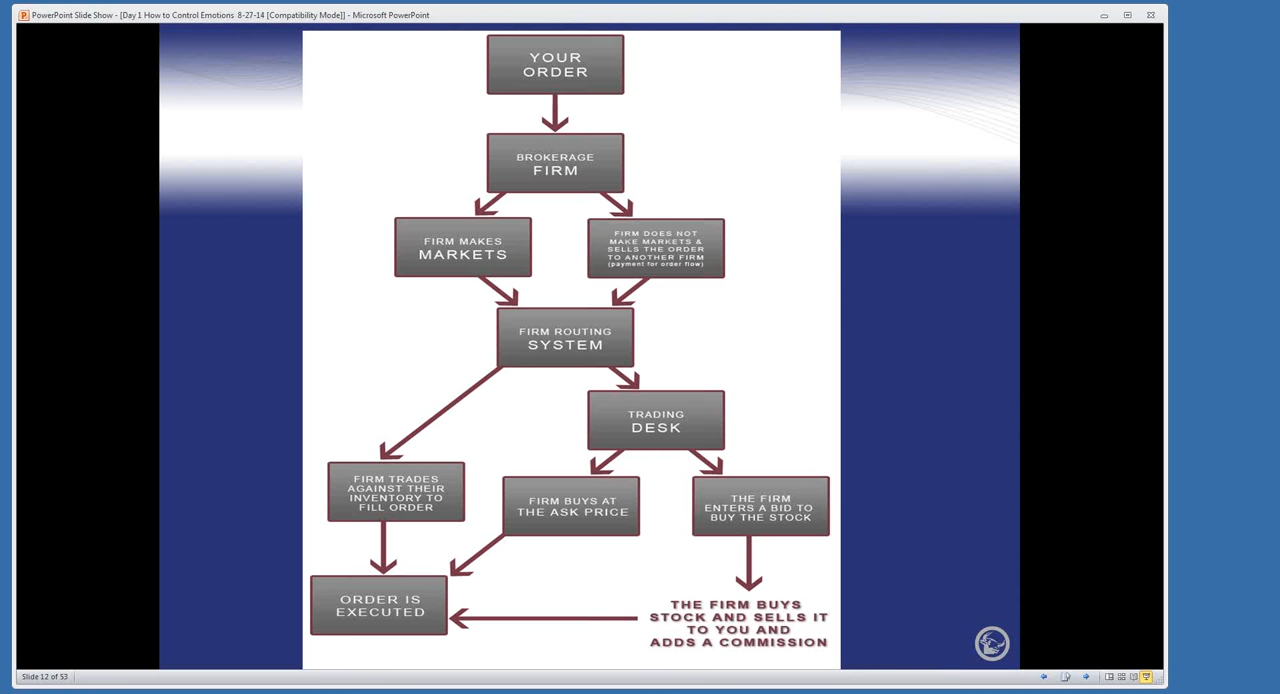 PowerPoint Slide Show - [Day 1 How to Control Emotions 8-27-14 [Compatibility Mode]] - Microsoft PowerPoint
YOUR
ORDER
BROKERAGE
FIRM
FIRM MAKES
MARKETS
FIRM DOES NOT
MAKE MARKETS &
SELLS THE ORDER
TO ANOTHER FIRM
(payment for order flow)
FIRM ROUTING
SYSTEM
TRADING
DESK
FIRM TRADES
AGAINST THEIR
INVENTORY TO
FILL ORDER
FIRM BUYS AT
THE ASK PRICE
THE FIRM
ENTERS A BID TO
BUY THE STOCK
ORDER IS
EXECUTED
THE FIRM BUYS
STOCK AND SELLS IT
TO YOU AND
ADDS A COMMISSION
Slide 12 of 53